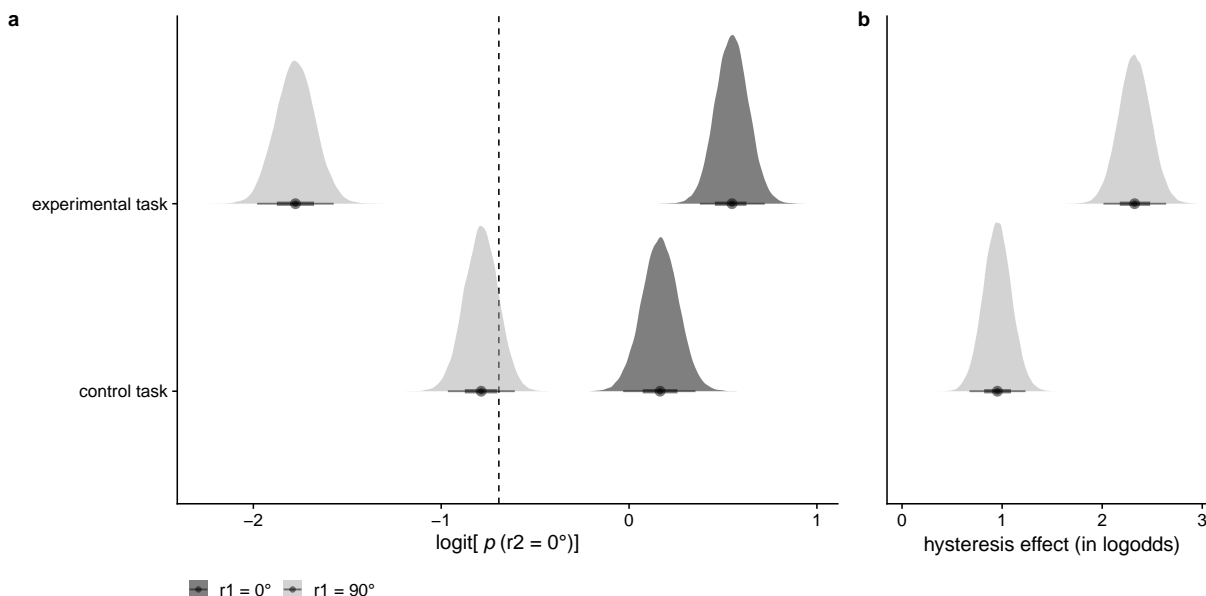 a
experimental task
control task
−2 −1 0 1
logit[ p (r2 = 0°)]
r1 = 0° r1 = 90°
b
0 1 2 3
hysteresis effect (in logodds)